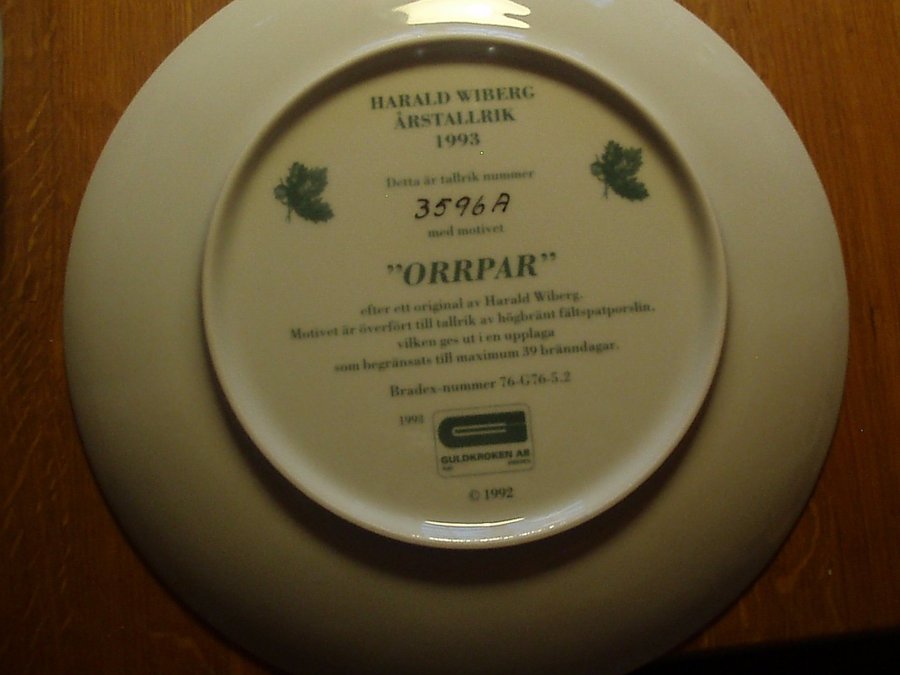 HARALD WIBERG
ÅRSTALLRIK
1993
Detta är tallrik nummer
3596A
med motivet
"ORRPAR"
efter ett original av Harald Wiberg.
Motivet är överfört till tallrik av högbränt fältspatporslin,
vilken ges ut i en upplaga
som begränsats till maximum 39 bränndagar.
Bradex-nummer 76-G76-5.2
1993
GULDKROKEN AB
© 1992